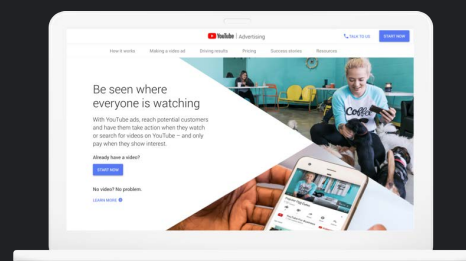 YouTube | Advertising
TALK TO US
START NOW
How it works
Making a video ad
Driving results
Pricing
Success stories
Resources
Be seen where
everyone is watching
With YouTube ads, reach potential customers
and have them take action when they watch
or search for videos on YouTube – and only
pay when they show interest.
Already have a video?
START NOW
No video? No problem.
LEARN MORE
Coffee